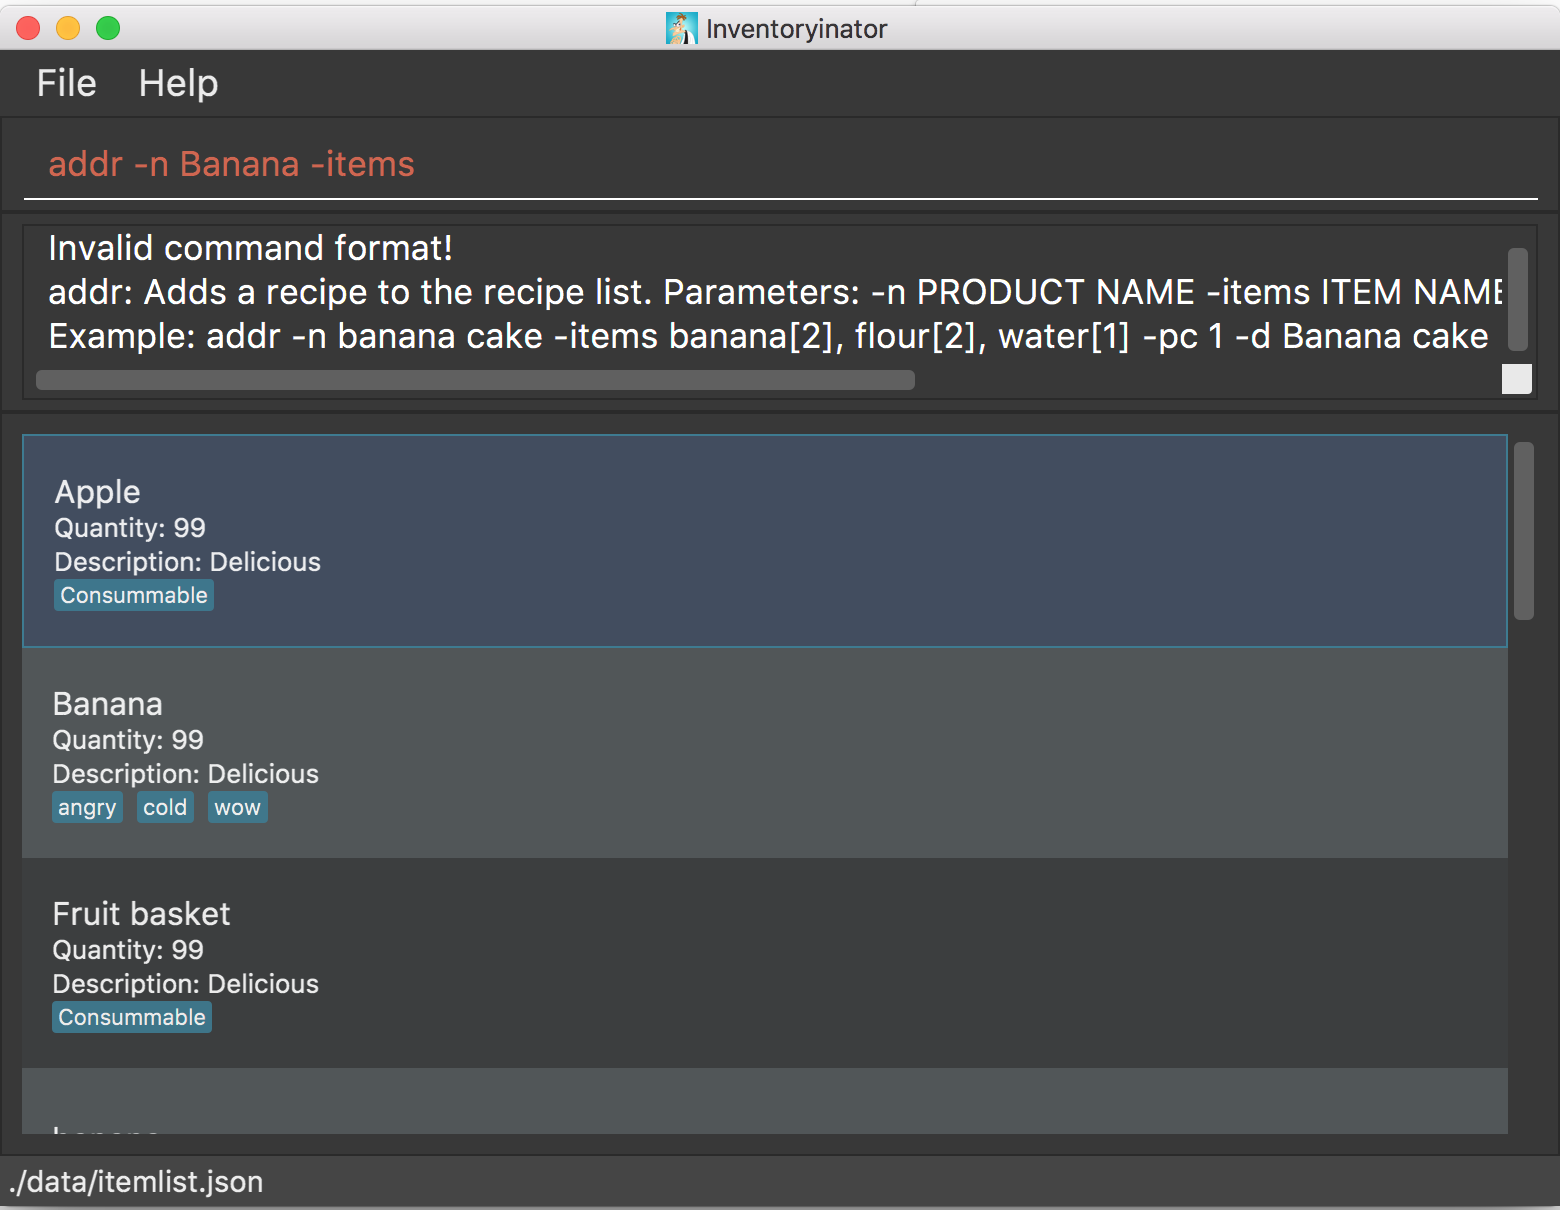 Inventoryinator
File Help
addr -n Banana -items
Invalid command format!
addr: Adds a recipe to the recipe list. Parameters: -n PRODUCT NAME -items ITEM NAME
Example: addr -n banana cake -items banana[2], flour[2], water[1] -pc 1 -d Banana cake
Apple
Quantity: 99
Description: Delicious
Consummable
Banana
Quantity: 99
Description: Delicious
angry cold wow
Fruit basket
Quantity: 99
Description: Delicious
Consummable
./data/itemlist.json